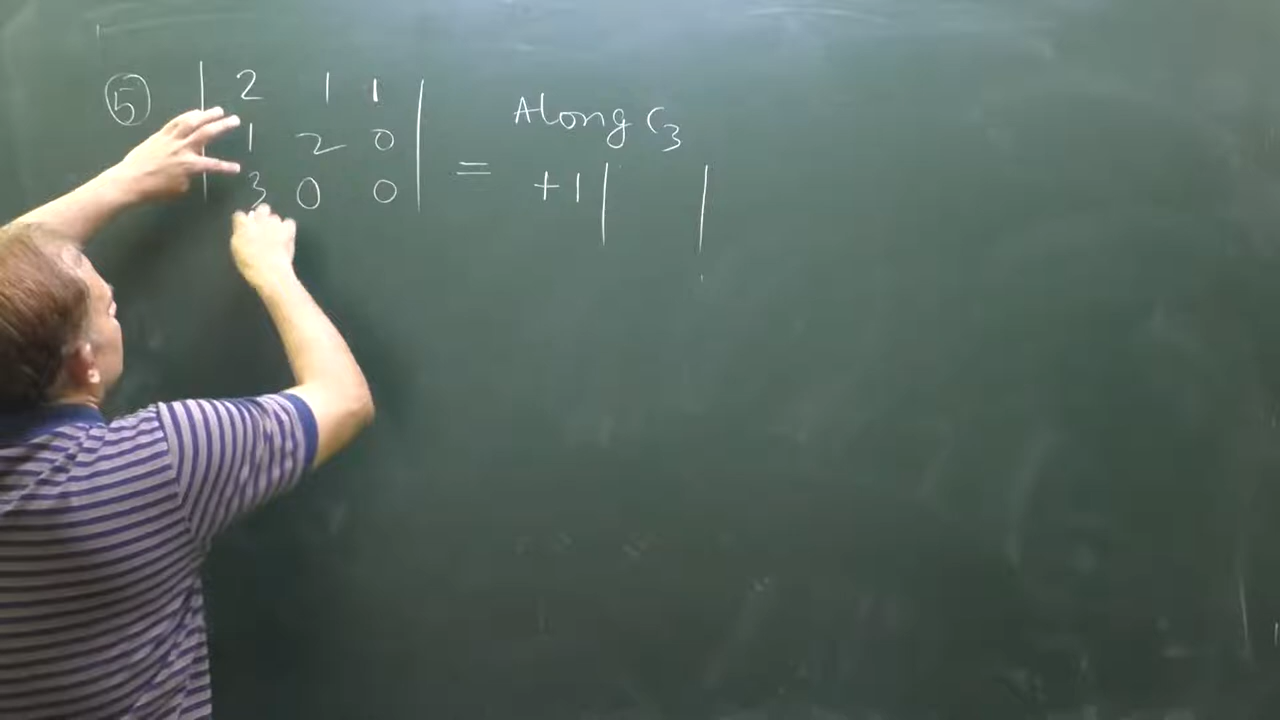 ⑤ | 2 1 1 |
| 1 2 0 |
| 3 0 0 |
Along C₃
= +1 | |